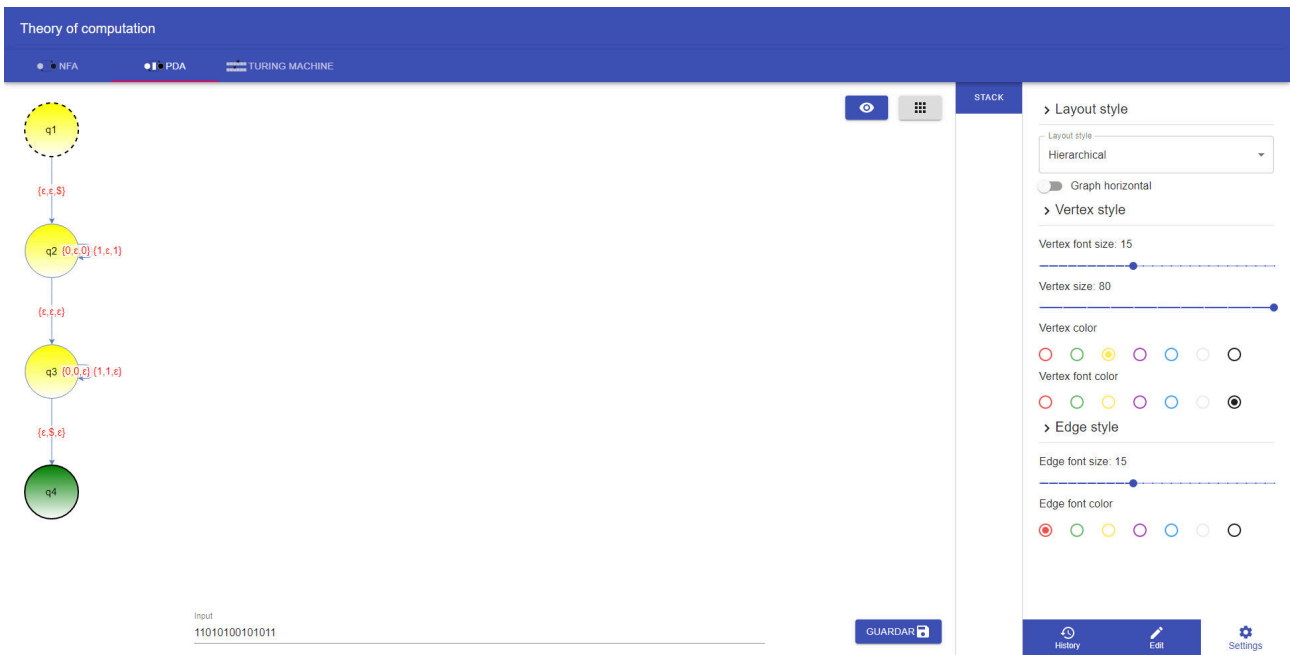 Theory of computation
NFA PDA TURING MACHINE
STACK
q1
{ε,ε,$}
q2 {0,ε,0} {1,ε,1}
{ε,ε,ε}
q3 {0,0,ε} {1,1,ε}
{ε,$,ε}
q4
Input
11010100101011
GUARDAR
Layout style
Layout style
Hierarchical
Graph horizontal
Vertex style
Vertex font size: 15
Vertex size: 80
Vertex color
Vertex font color
Edge style
Edge font size: 15
Edge font color
History Edit Settings